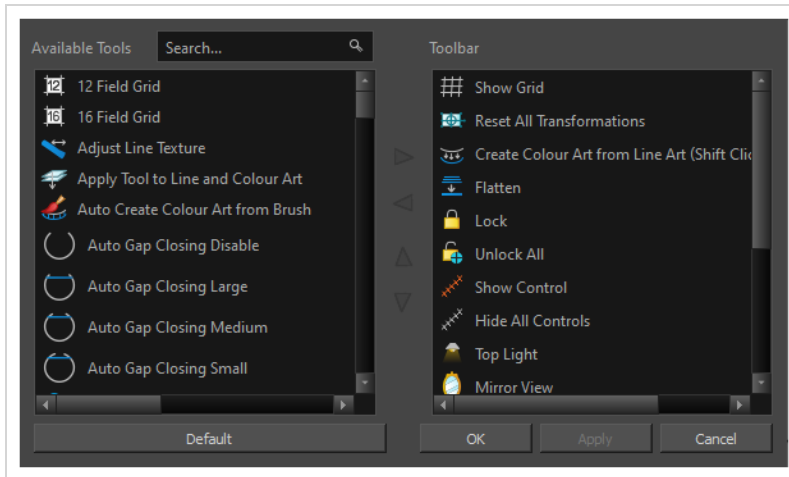 Available Tools
Search...
Toolbar
12
12 Field Grid
16
16 Field Grid
Adjust Line Texture
Apply Tool to Line and Colour Art
Auto Create Colour Art from Brush
Auto Gap Closing Disable
Auto Gap Closing Large
Auto Gap Closing Medium
Auto Gap Closing Small
Show Grid
Reset All Transformations
Create Colour Art from Line Art (Shift Clic
Flatten
Lock
Unlock All
Show Control
Hide All Controls
Top Light
Mirror View
Default
OK
Apply
Cancel